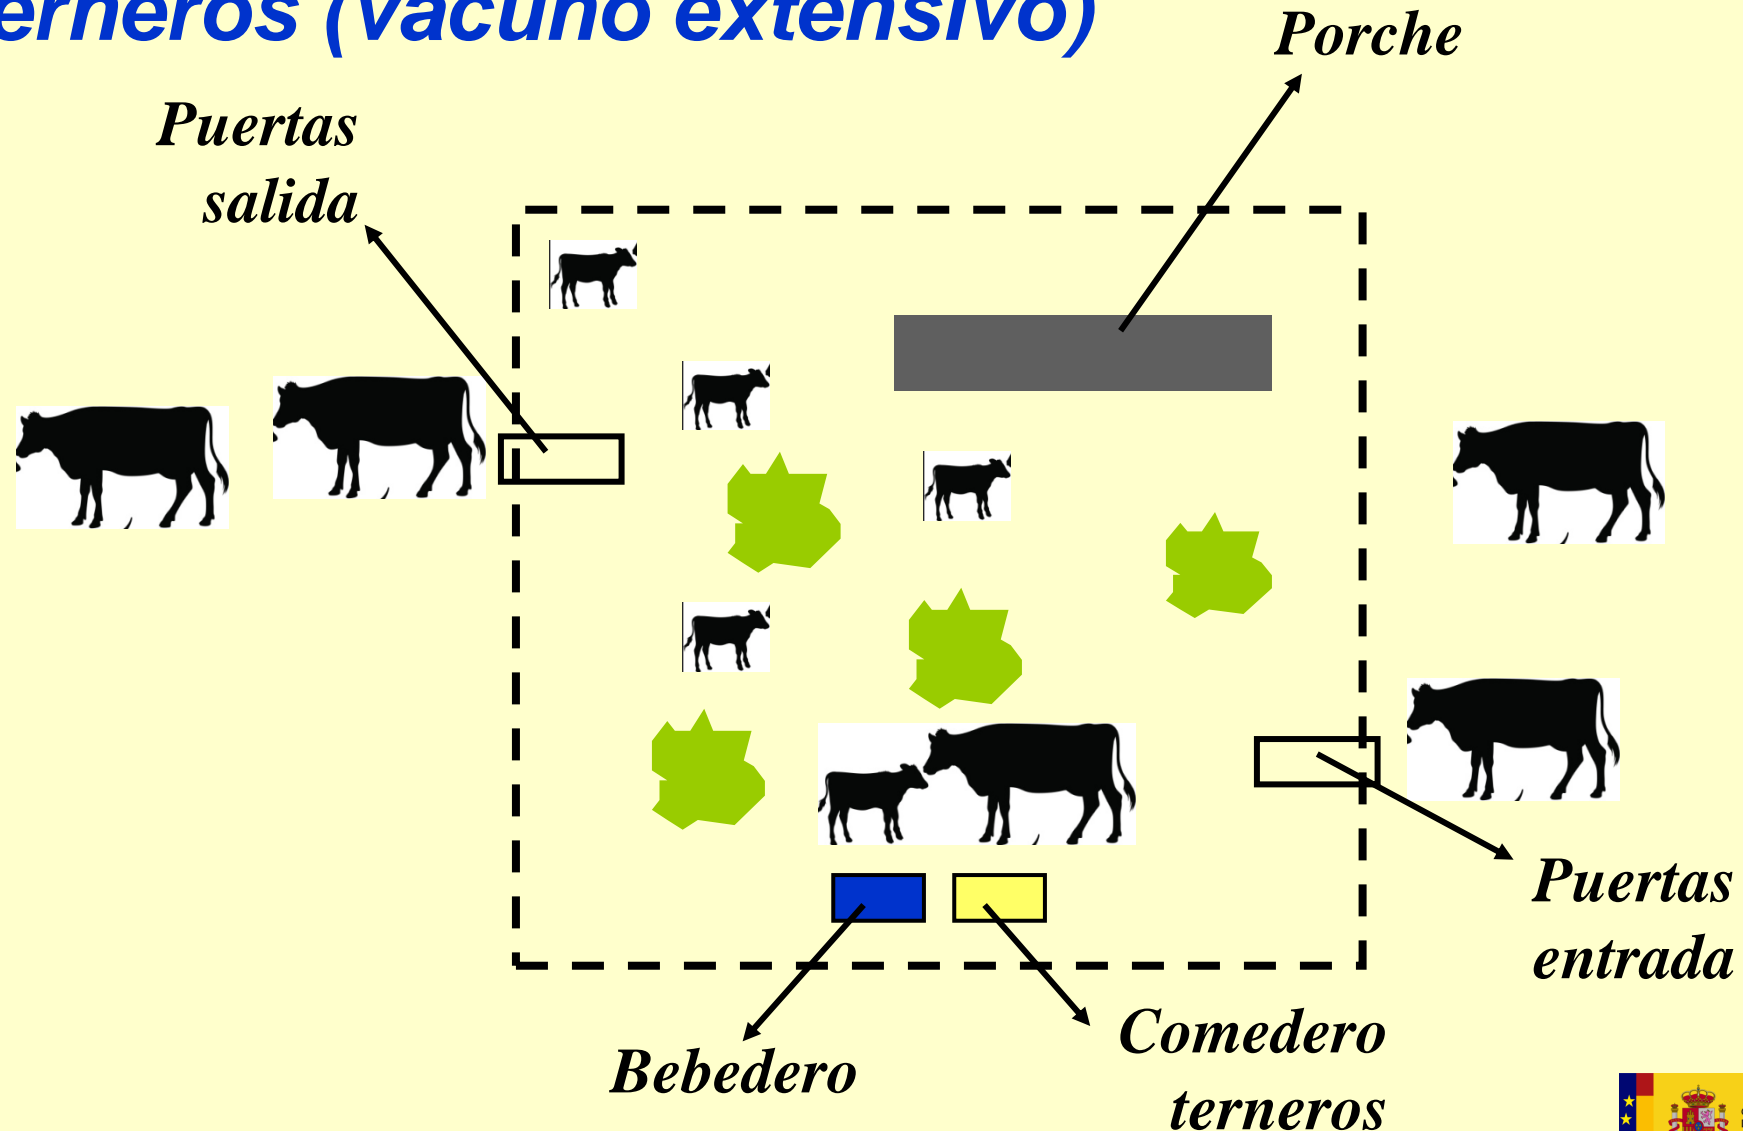 erneros (vacuno extensivo)
Porche
Puertas
salida
Puertas
entrada
Comedero
terneros
Bebedero